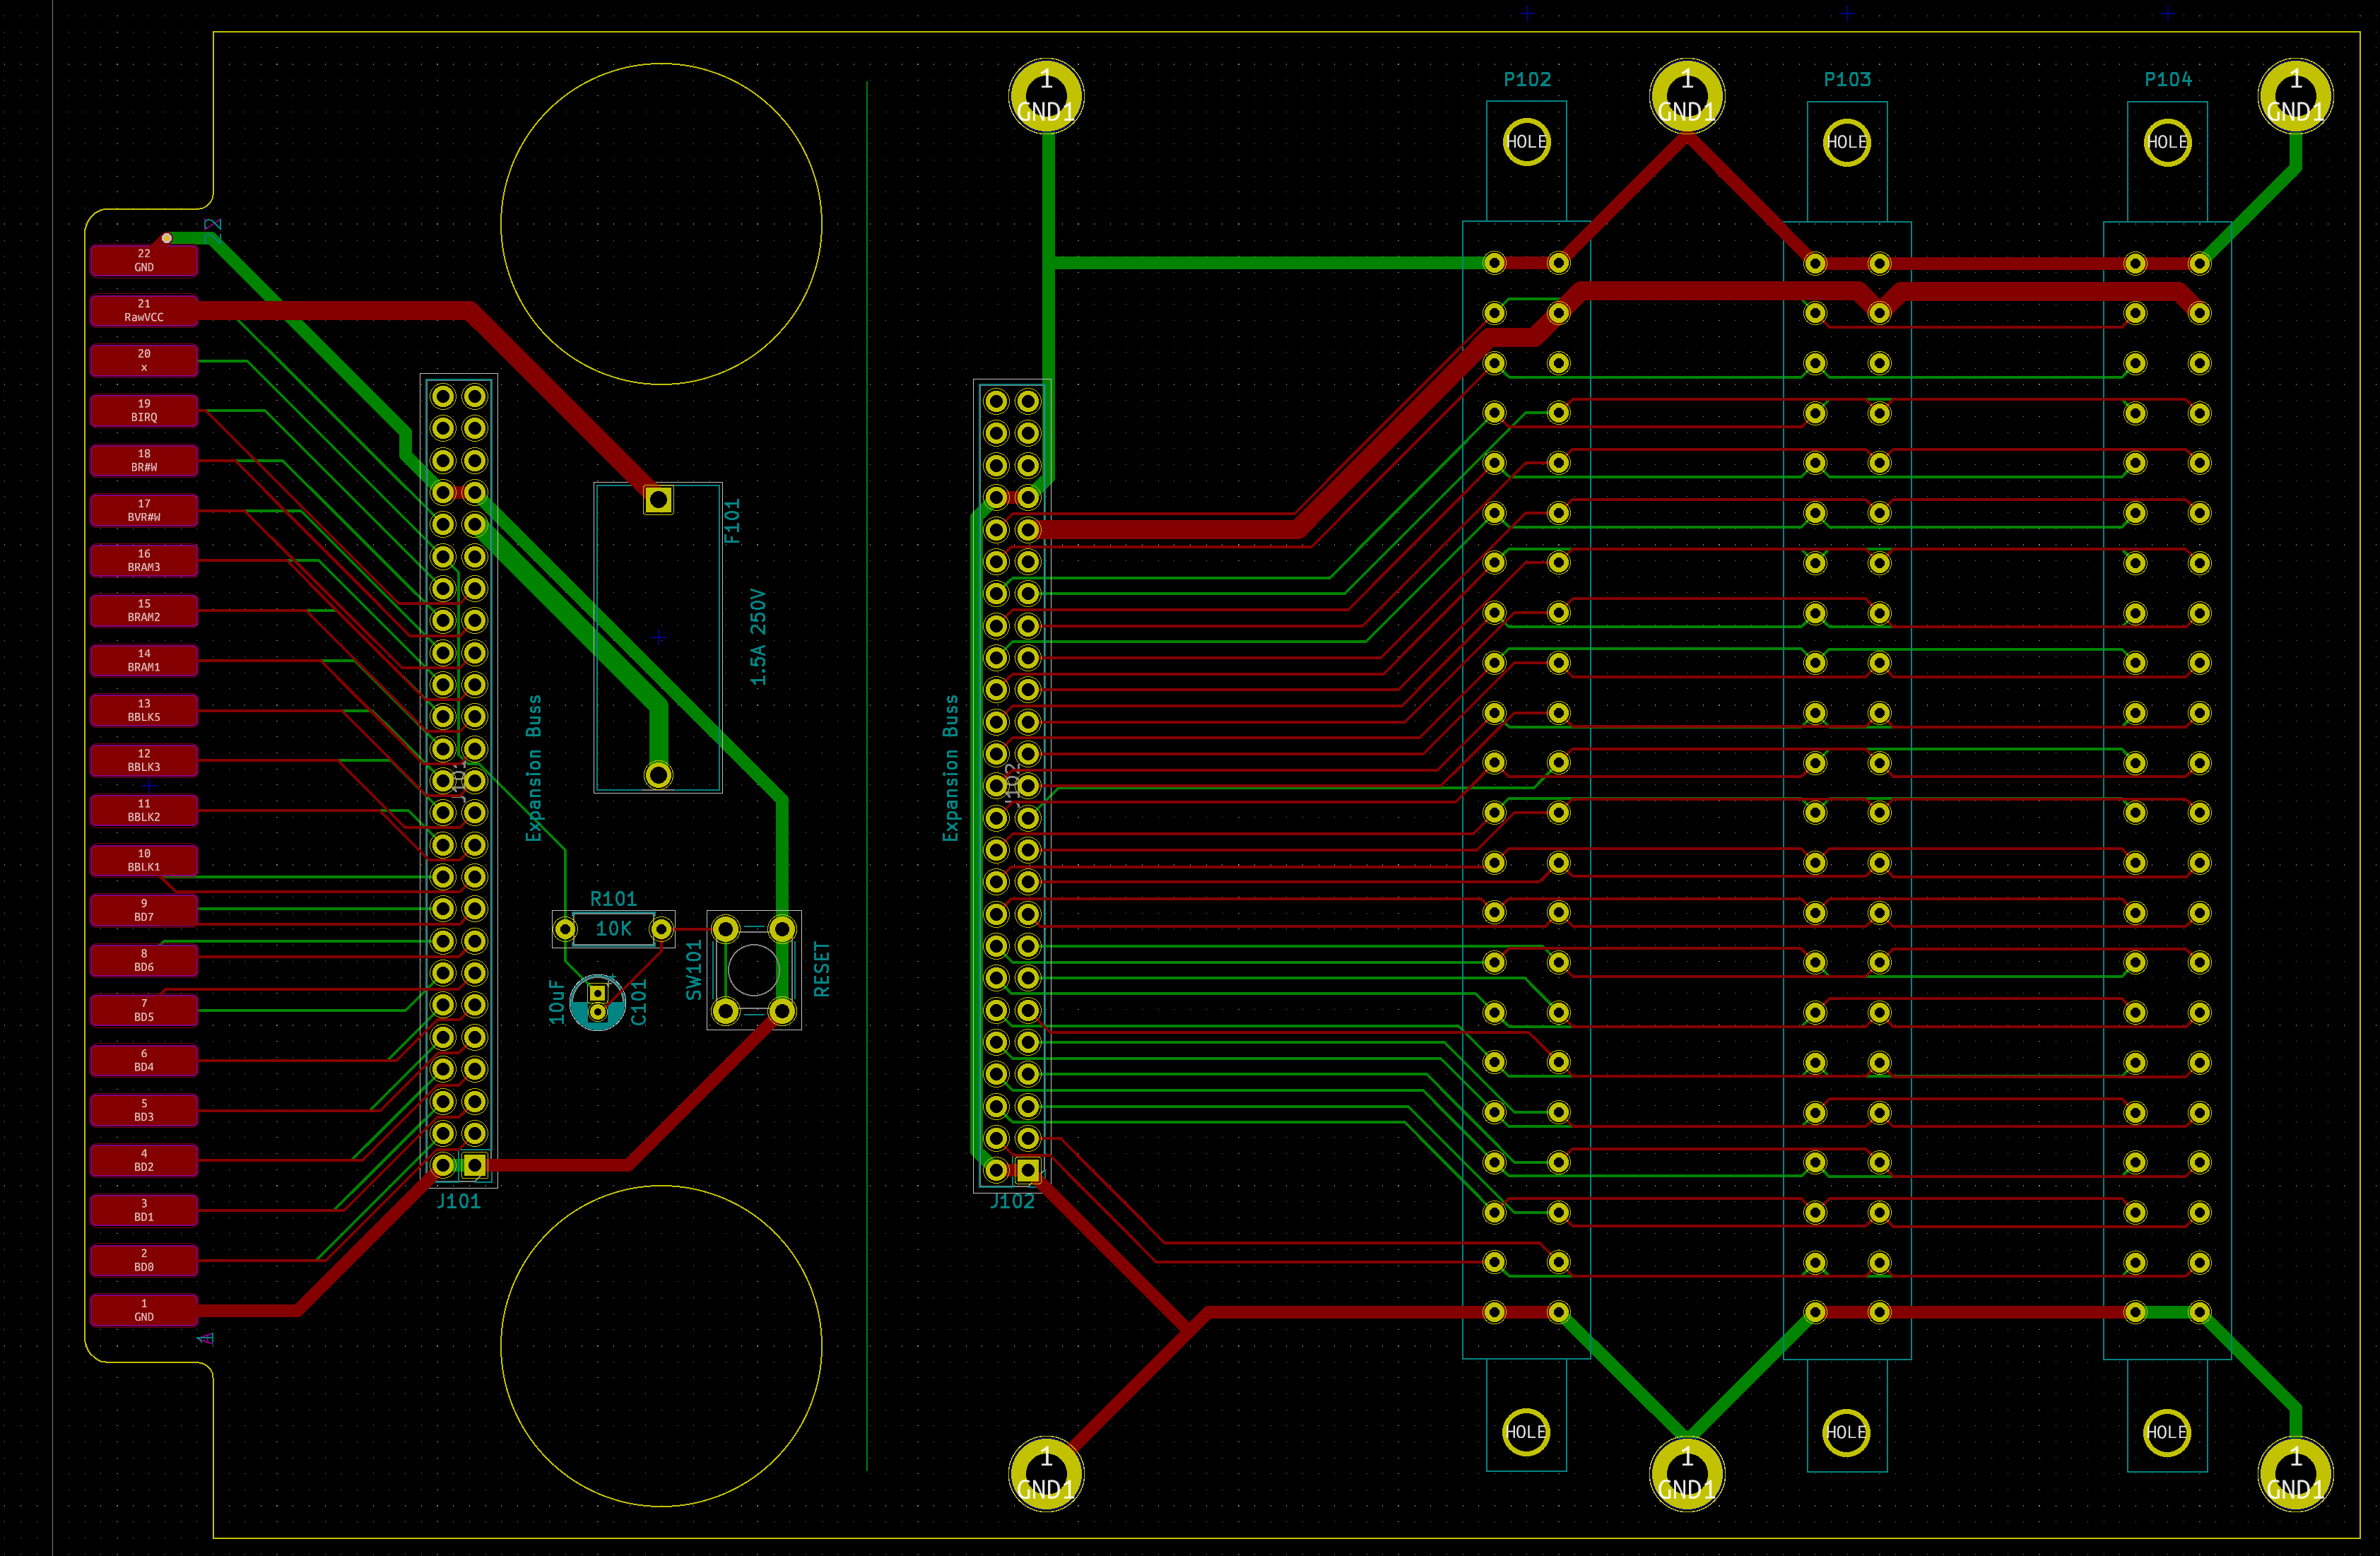 P102
P103
P104
1
GND1
1
GND1
1
GND1
HOLE
HOLE
HOLE
22
22
GND
21
RawVCC
20
x
19
BIRQ
18
BR#W
17
BVR#W
16
BRAM3
15
BRAM2
14
BRAM1
13
BBLK5
12
BBLK3
11
BBLK2
10
BBLK1
9
BD7
8
BD6
7
BD5
6
BD4
5
BD3
4
BD2
3
BD1
2
BD0
1
GND
F101
1.5A 250V
Expansion Buss
J101
J101
R101
10K
SW101
RESET
10uF
C101
Expansion Buss
J102
J102
HOLE
HOLE
HOLE
1
GND1
1
GND1
1
GND1